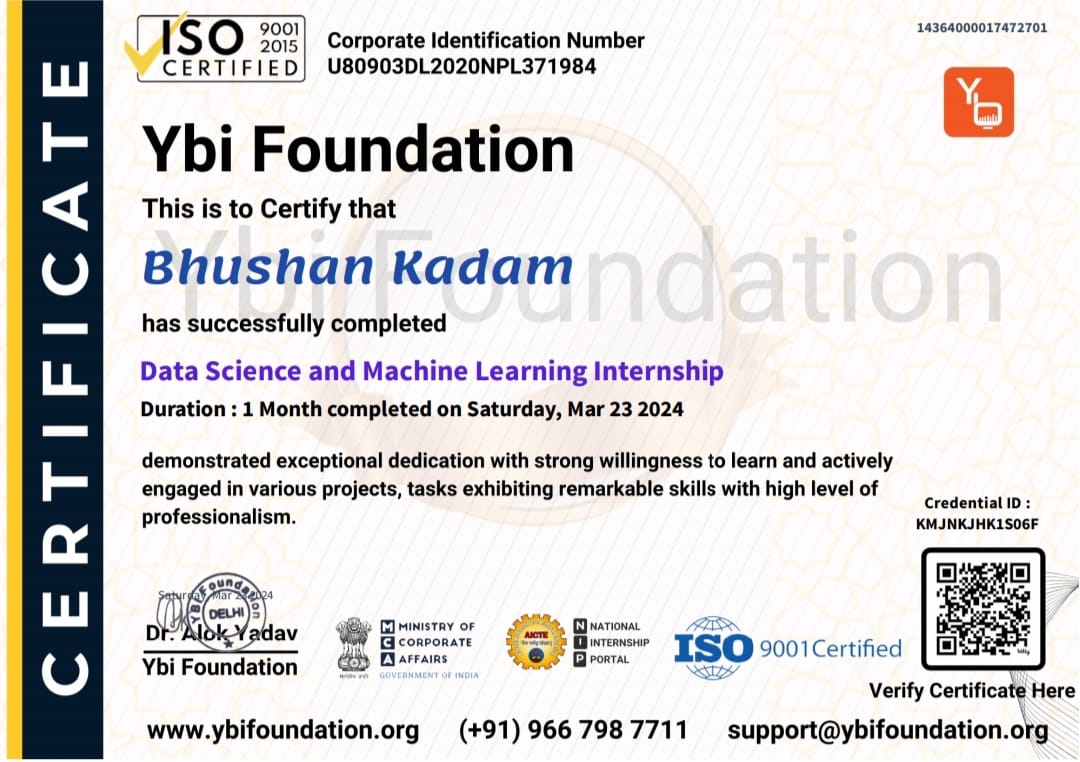 CERTIFICATE
ISO 9001
2015
CERTIFIED
Corporate Identification Number
U80903DL2020NPL371984
14364000017472701
Yb
Ybi Foundation
This is to Certify that
Ybi Foundation
Bhushan Kadam
has successfully completed
Data Science and Machine Learning Internship
Duration : 1 Month completed on Saturday, Mar 23 2024
demonstrated exceptional dedication with strong willingness to learn and actively
engaged in various projects, tasks exhibiting remarkable skills with high level of
professionalism.
Credential ID :
KMJNKJHK1S06F
Saturday, Mar 23 2024
YBI Foundation
DELHI
Dr. Alok Yadav
Ybi Foundation
MINISTRY OF
CORPORATE
AFFAIRS
GOVERNMENT OF INDIA
AICTE
NATIONAL
INTERNSHIP
PORTAL
ISO 9001Certified
bitly
Verify Certificate Here
www.ybifoundation.org (+91) 966 798 7711 support@ybifoundation.org